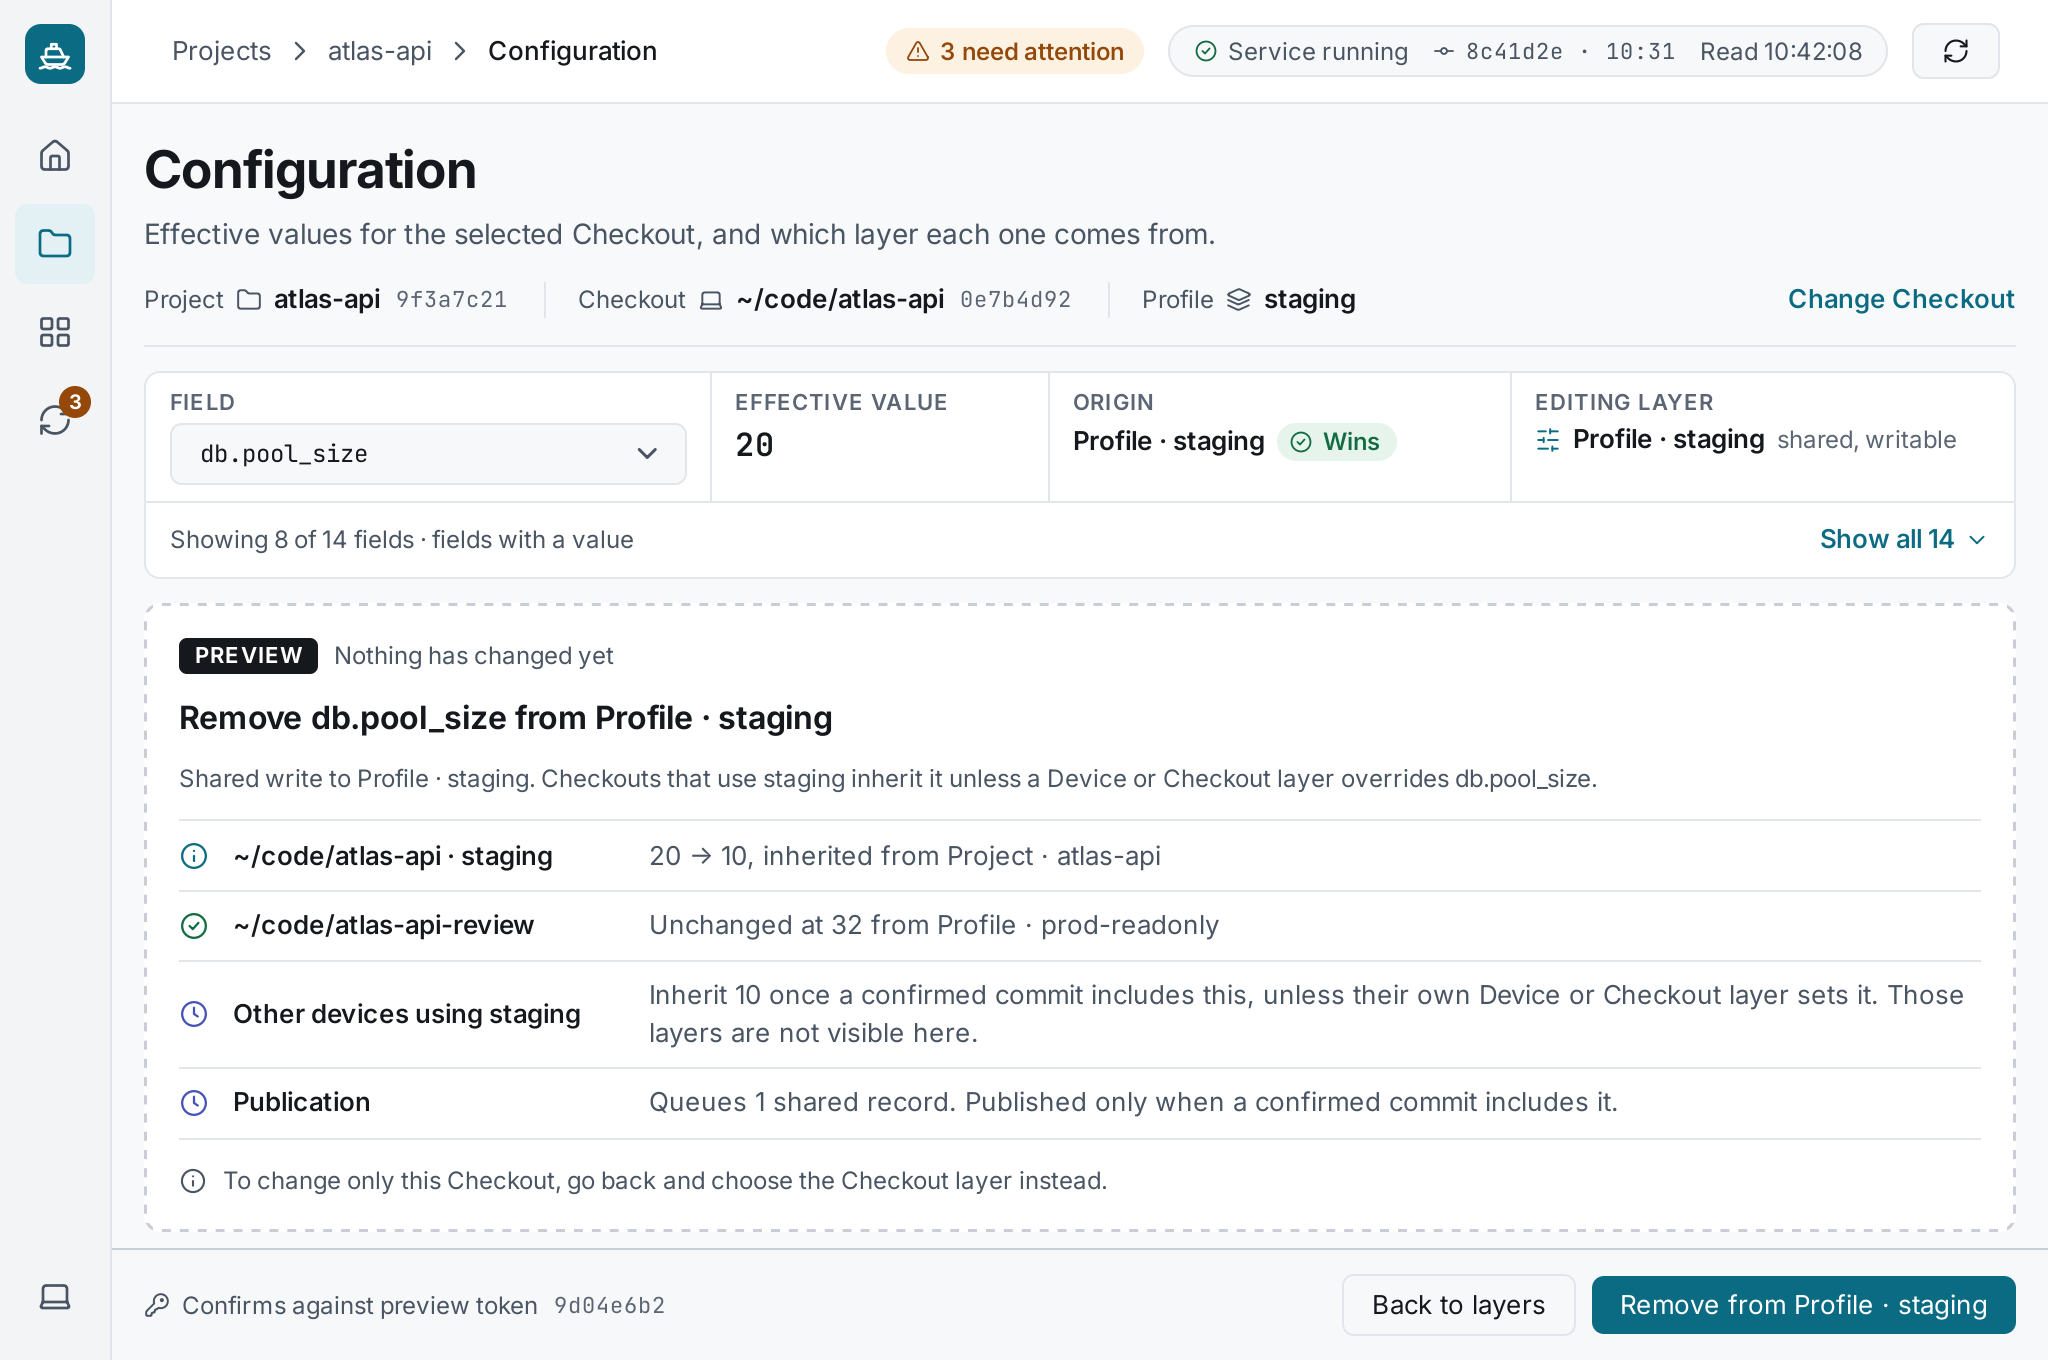 Projects > atlas-api > Configuration
3 need attention
Service running 8c41d2e · 10:31 Read 10:42:08
Configuration
Effective values for the selected Checkout, and which layer each one comes from.
Project atlas-api 9f3a7c21
Checkout ~/code/atlas-api 0e7b4d92
Profile staging
Change Checkout
3
FIELD
db.pool_size
EFFECTIVE VALUE
20
ORIGIN
Profile · staging Wins
EDITING LAYER
Profile · staging shared, writable
Showing 8 of 14 fields · fields with a value
Show all 14
PREVIEW Nothing has changed yet
Remove db.pool_size from Profile · staging
Shared write to Profile · staging. Checkouts that use staging inherit it unless a Device or Checkout layer overrides db.pool_size.
~/code/atlas-api · staging 20 → 10, inherited from Project · atlas-api
~/code/atlas-api-review Unchanged at 32 from Profile · prod-readonly
Other devices using staging Inherit 10 once a confirmed commit includes this, unless their own Device or Checkout layer sets it. Those
layers are not visible here.
Publication Queues 1 shared record. Published only when a confirmed commit includes it.
To change only this Checkout, go back and choose the Checkout layer instead.
Confirms against preview token 9d04e6b2
Back to layers
Remove from Profile · staging